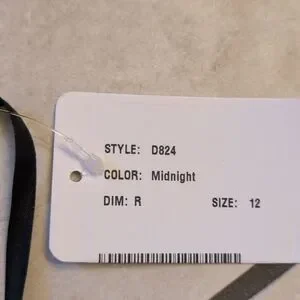 STYLE: D824
COLOR: Midnight
DIM: R SIZE: 12